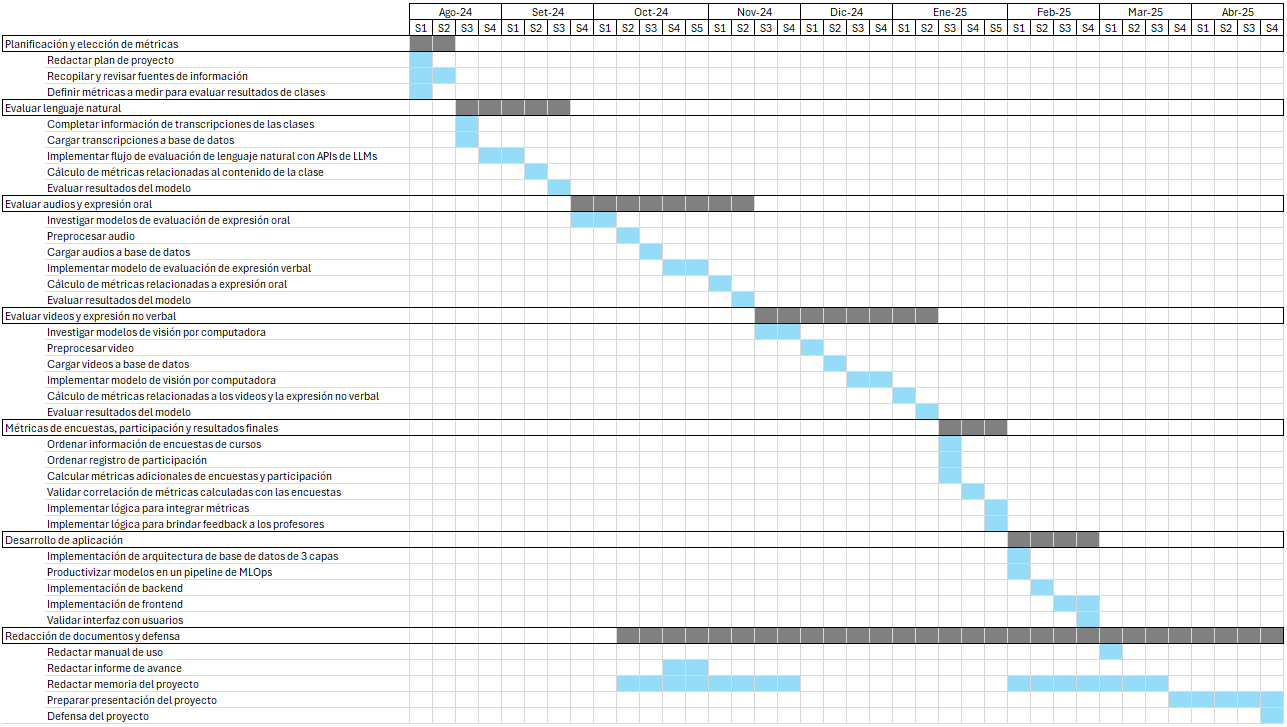 Ago-24 Set-24 Oct-24 Nov-24 Dic-24 Ene-25 Feb-25 Mar-25 Abr-25
S1 S2 S3 S4 S1 S2 S3 S4 S1 S2 S3 S4 S5 S1 S2 S3 S4 S1 S2 S3 S4 S1 S2 S3 S4 S5 S1 S2 S3 S4 S1 S2 S3 S4 S1 S2 S3 S4
Planificación y elección de métricas
Redactar plan de proyecto
Recopilar y revisar fuentes de información
Definir métricas a medir para evaluar resultados de clases
Evaluar lenguaje natural
Completar información de transcripciones de las clases
Cargar transcripciones a base de datos
Implementar flujo de evaluación de lenguaje natural con APIs de LLMs
Cálculo de métricas relacionadas al contenido de la clase
Evaluar resultados del modelo
Evaluar audios y expresión oral
Investigar modelos de evaluación de expresión oral
Preprocesar audio
Cargar audios a base de datos
Implementar modelo de evaluación de expresión verbal
Cálculo de métricas relacionadas a expresión oral
Evaluar resultados del modelo
Evaluar videos y expresión no verbal
Investigar modelos de visión por computadora
Preprocesar video
Cargar videos a base de datos
Implementar modelo de visión por computadora
Cálculo de métricas relacionadas a los videos y la expresión no verbal
Evaluar resultados del modelo
Métricas de encuestas, participación y resultados finales
Ordenar información de encuestas de cursos
Ordenar registro de participación
Calcular métricas adicionales de encuestas y participación
Validar correlación de métricas calculadas con las encuestas
Implementar lógica para integrar métricas
Implementar lógica para brindar feedback a los profesores
Desarrollo de aplicación
Implementación de arquitectura de base de datos de 3 capas
Productivizar modelos en un pipeline de MLOps
Implementación de backend
Implementación de frontend
Validar interfaz con usuarios
Redacción de documentos y defensa
Redactar manual de uso
Redactar informe de avance
Redactar memoria del proyecto
Preparar presentación del proyecto
Defensa del proyecto